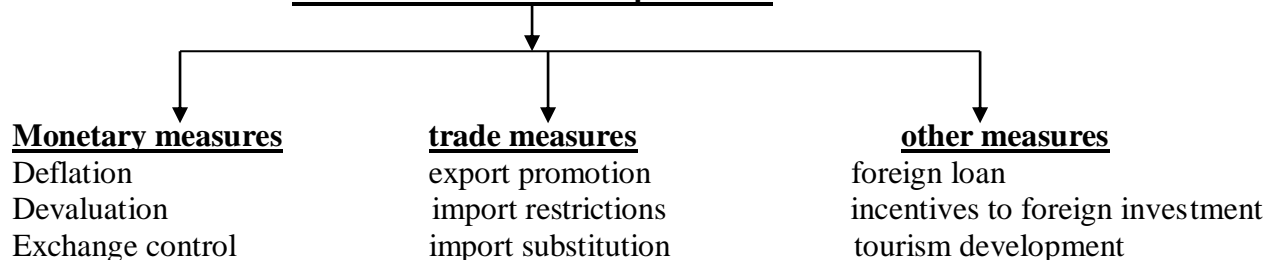 Monetary measures trade measures other measures
Deflation export promotion foreign loan
Devaluation import restrictions incentives to foreign investment
Exchange control import substitution tourism development